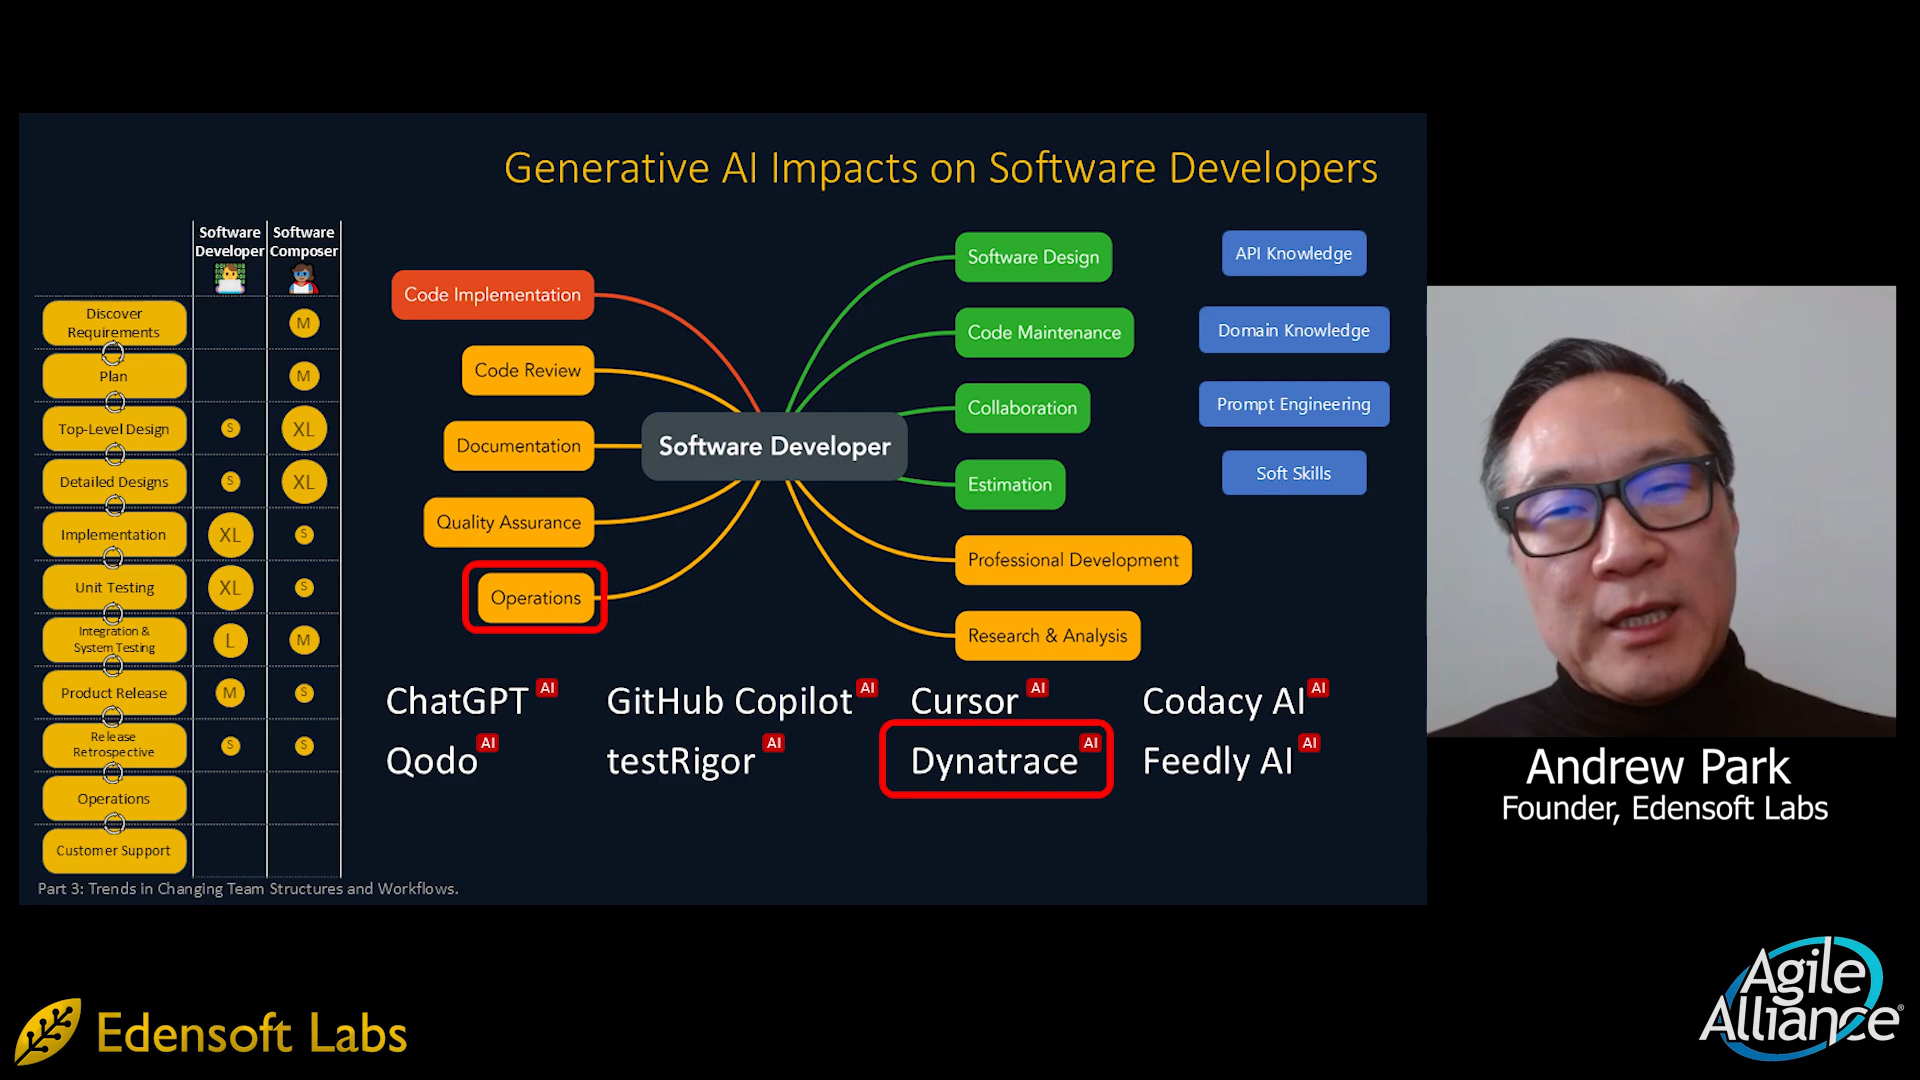 Generative AI Impacts on Software Developers
Software Developer
Software Composer
Discover Requirements
M
Plan
M
Top-Level Design
S
XL
Detailed Designs
S
XL
Implementation
XL
S
Unit Testing
XL
S
Integration & System Testing
L
M
Product Release
M
S
Release Retrospective
S
S
Operations
Customer Support
Part 3: Trends in Changing Team Structures and Workflows.
Code Implementation
Code Review
Documentation
Quality Assurance
Operations
Software Developer
Software Design
Code Maintenance
Collaboration
Estimation
Professional Development
Research & Analysis
API Knowledge
Domain Knowledge
Prompt Engineering
Soft Skills
ChatGPT AI
GitHub Copilot AI
Cursor AI
Codacy AI AI
Qodo AI
testRigor AI
Dynatrace AI
Feedly AI AI
Andrew Park
Founder, Edensoft Labs
Edensoft Labs
Agile
Alliance®